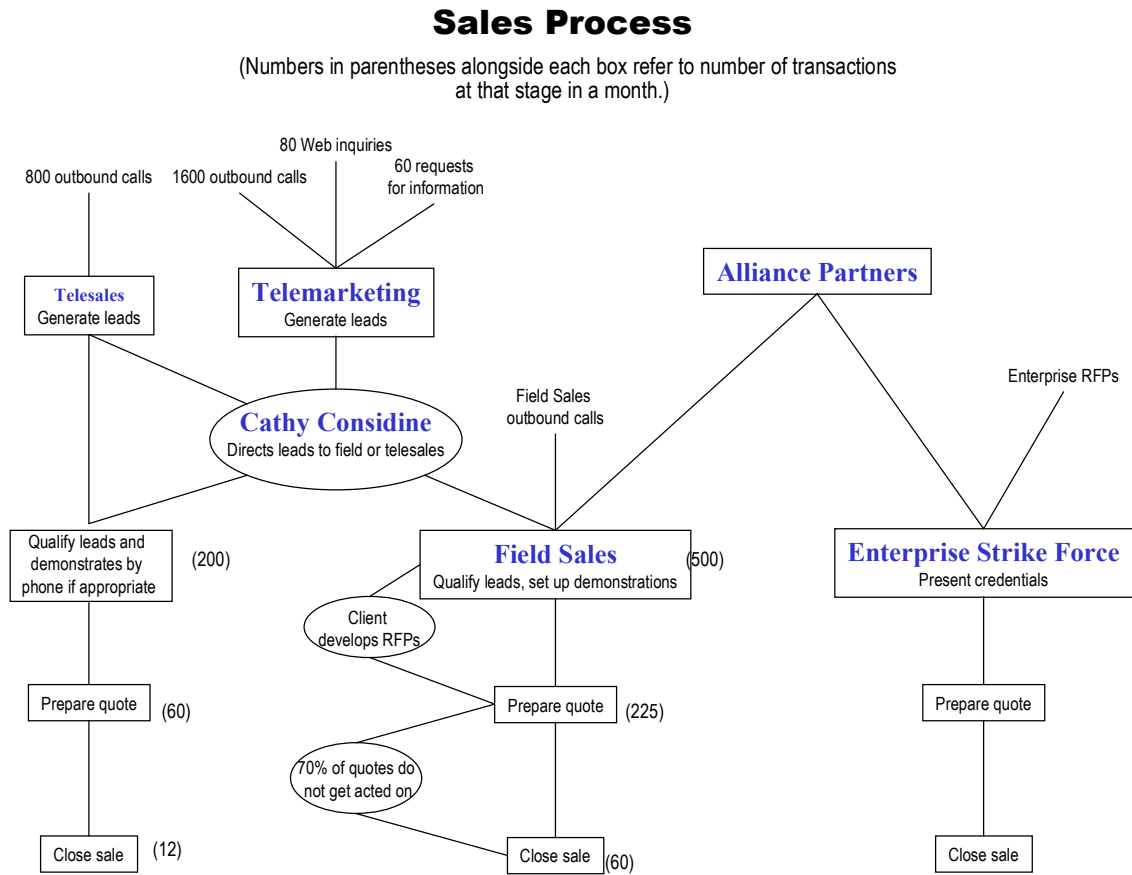 Sales Process
(Numbers in parentheses alongside each box refer to number of transactions
at that stage in a month.)
800 outbound calls
1600 outbound calls
80 Web inquiries
60 requests
for information
Telesales
Generate leads
Telemarketing
Generate leads
Alliance Partners
Cathy Considine
Directs leads to field or telesales
Field Sales
outbound calls
Enterprise RFPs
Qualify leads and
demonstrates by
phone if appropriate
(200)
Field Sales
Qualify leads, set up demonstrations
(500)
Enterprise Strike Force
Present credentials
Client
develops RFPs
Prepare quote
(60)
Prepare quote
(225)
Prepare quote
70% of quotes do
not get acted on
Close sale
(12)
Close sale
(60)
Close sale